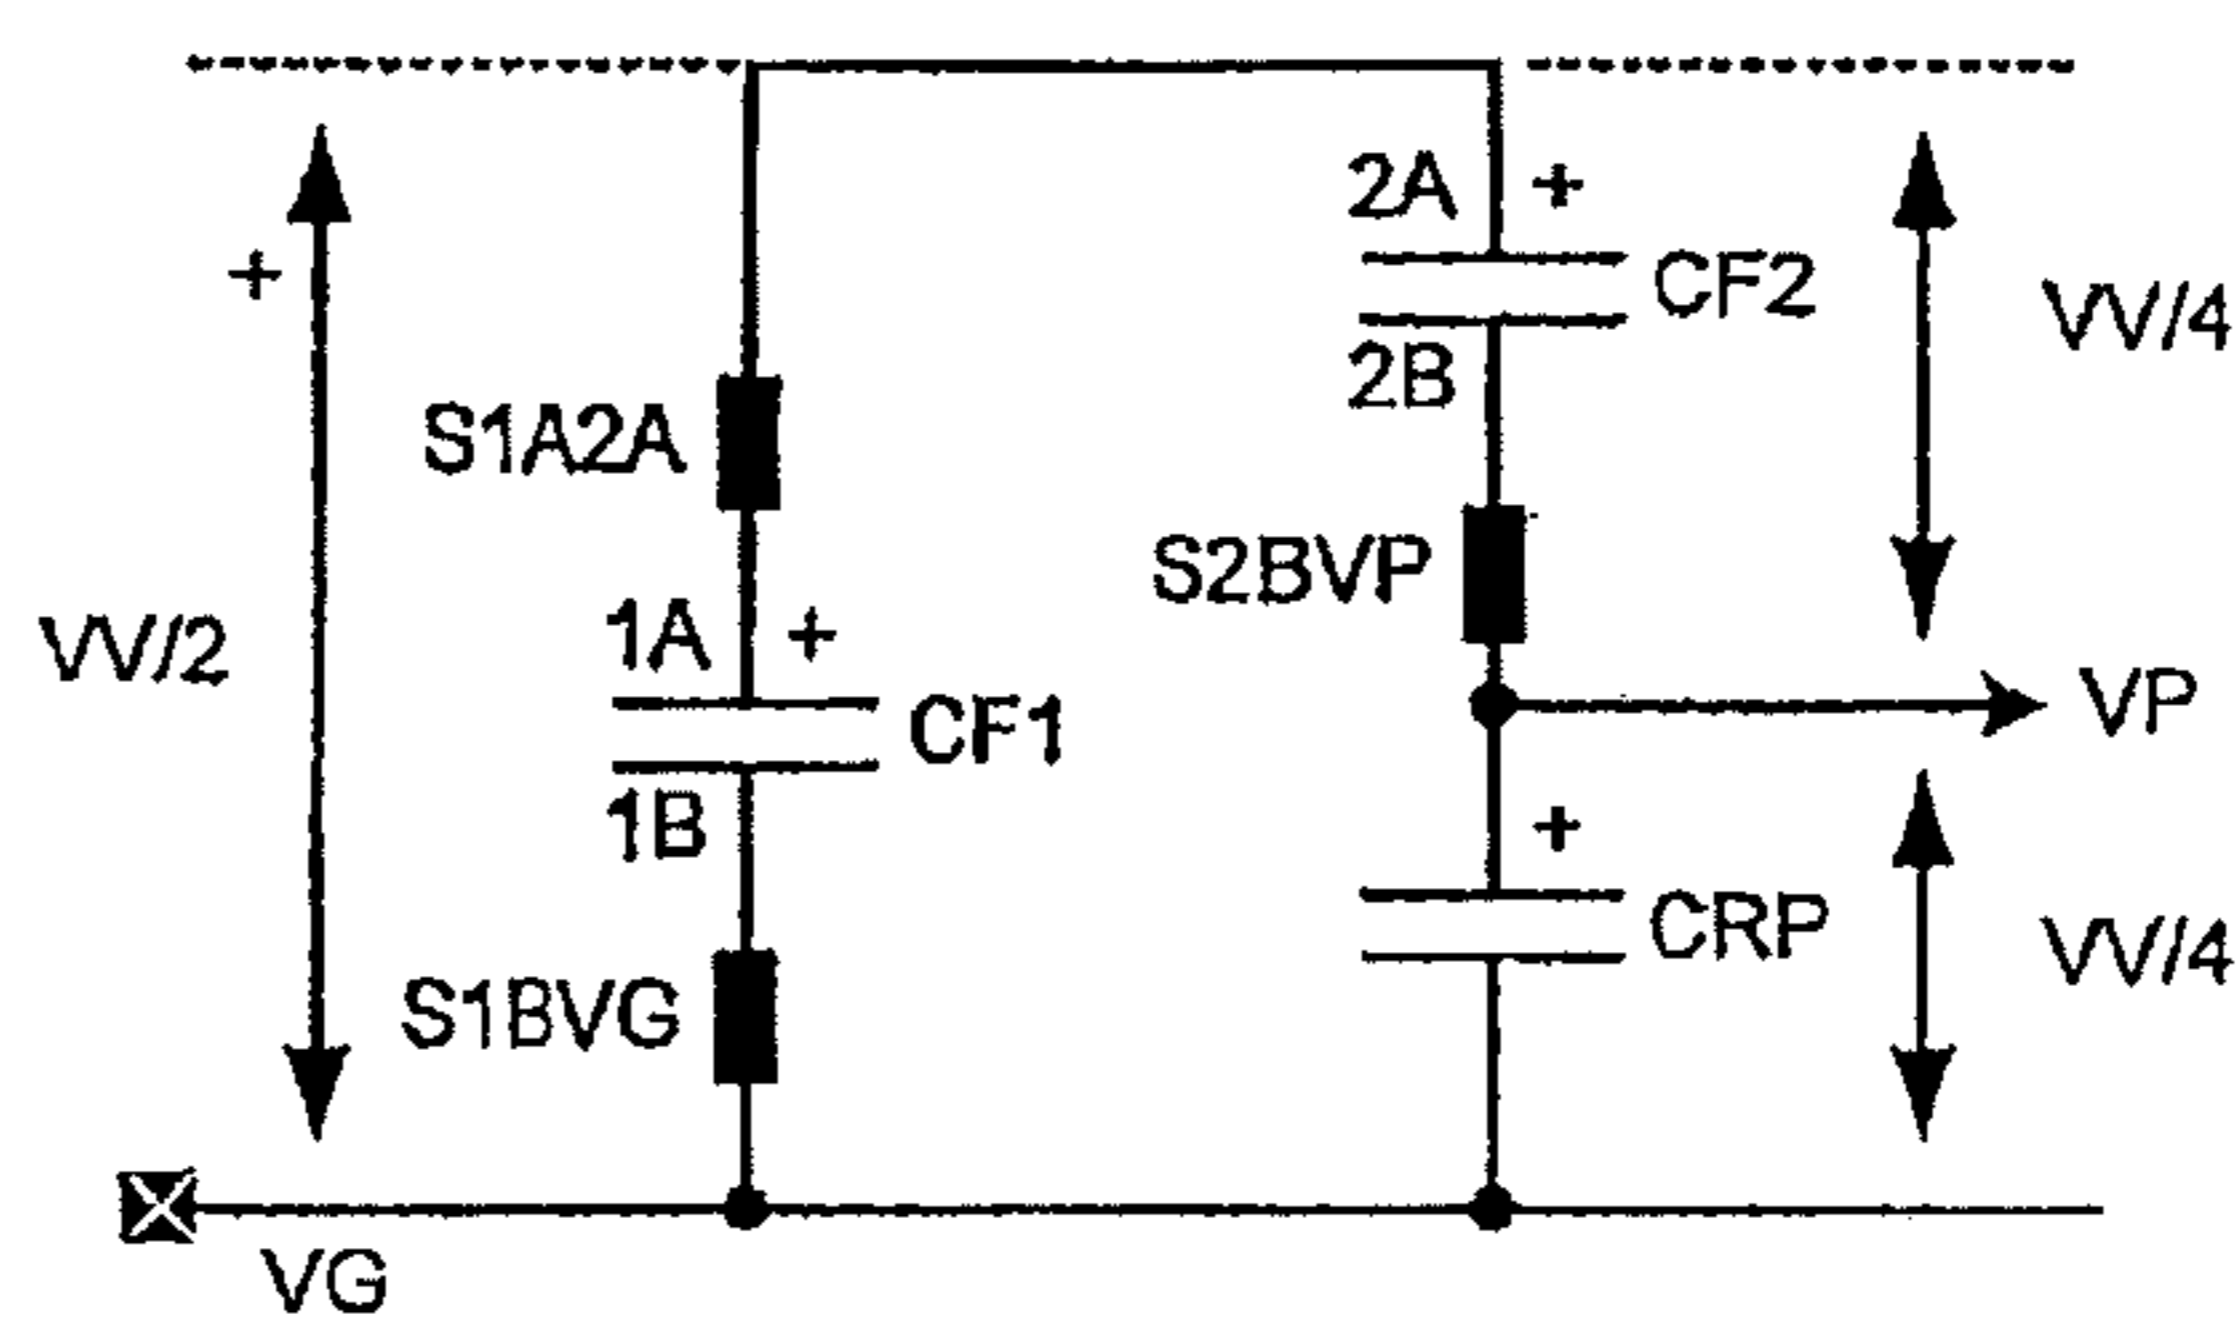 2A +
CF2
+
VV/4
2B
S1A2A
S2BVP
1A +
VV/2
CF1
VP
1B
+
CRP
VV/4
S1BVG
VG